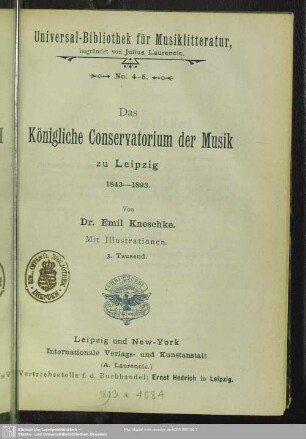 Universal-Bibliothek für Musiklitteratur,
begründet von Julius Laurencic.
No. 4–6.
Das
Königliche Conservatorium der Musik
zu Leipzig
1843—1893.
Von
Dr. Emil Kneschke.
Mit Illustrationen.
3. Tausend.
Leipzig und New-York
Internationale Verlags- und Kunstanstalt
(A. Laurencic.)
Vertriebsstelle f. d. Buchhandel: Ernst Hedrich in Leipzig.